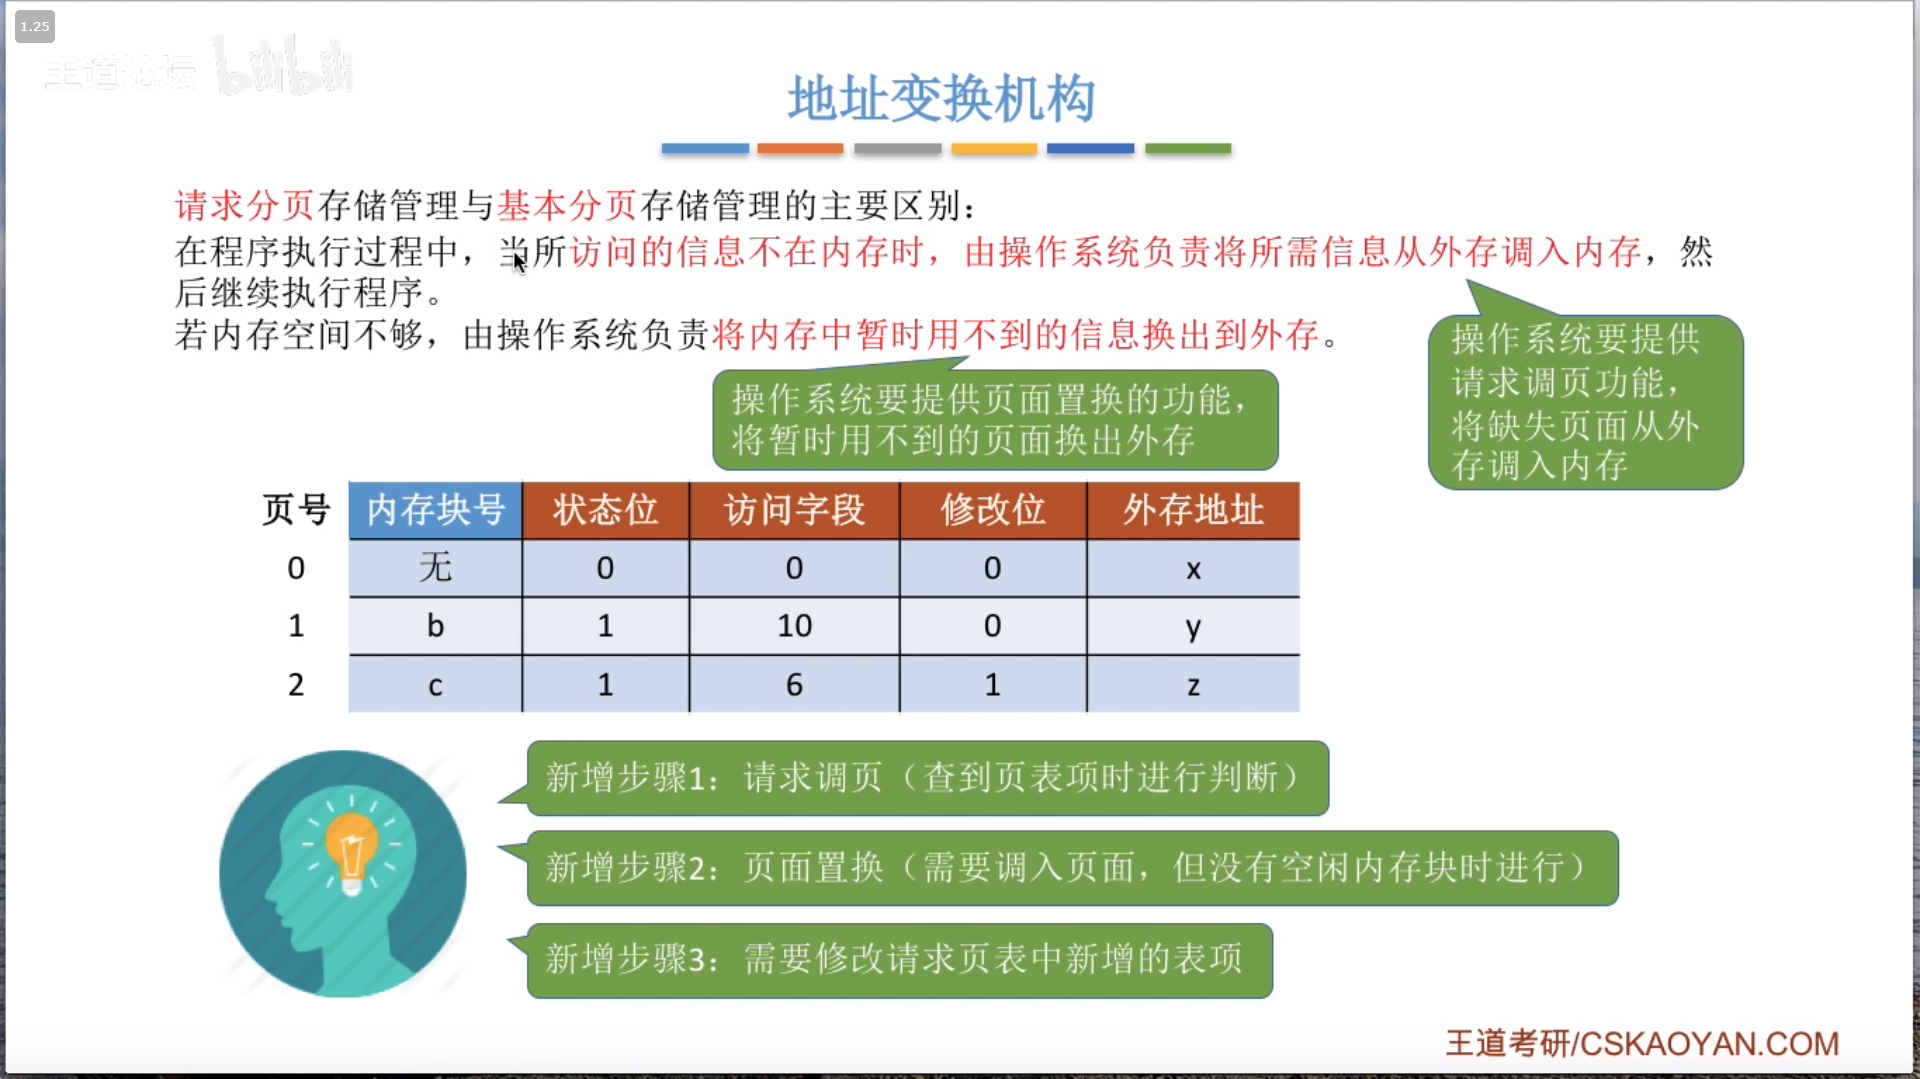 1.25
王道论坛 bilibili
地址变换机构
请求分页存储管理与基本分页存储管理的主要区别：
在程序执行过程中，当所访问的信息不在内存时，由操作系统负责将所需信息从外存调入内存，然
后继续执行程序。
若内存空间不够，由操作系统负责将内存中暂时用不到的信息换出到外存。
操作系统要提供
请求调页功能，
将缺失页面从外
存调入内存
操作系统要提供页面置换的功能，
将暂时用不到的页面换出外存
页号 内存块号 状态位 访问字段 修改位 外存地址
0 无 0 0 0 x
1 b 1 10 0 y
2 c 1 6 1 z
新增步骤1：请求调页（查到页表项时进行判断）
新增步骤2：页面置换（需要调入页面，但没有空闲内存块时进行）
新增步骤3：需要修改请求页表中新增的表项
王道考研/CSKAOYAN.COM